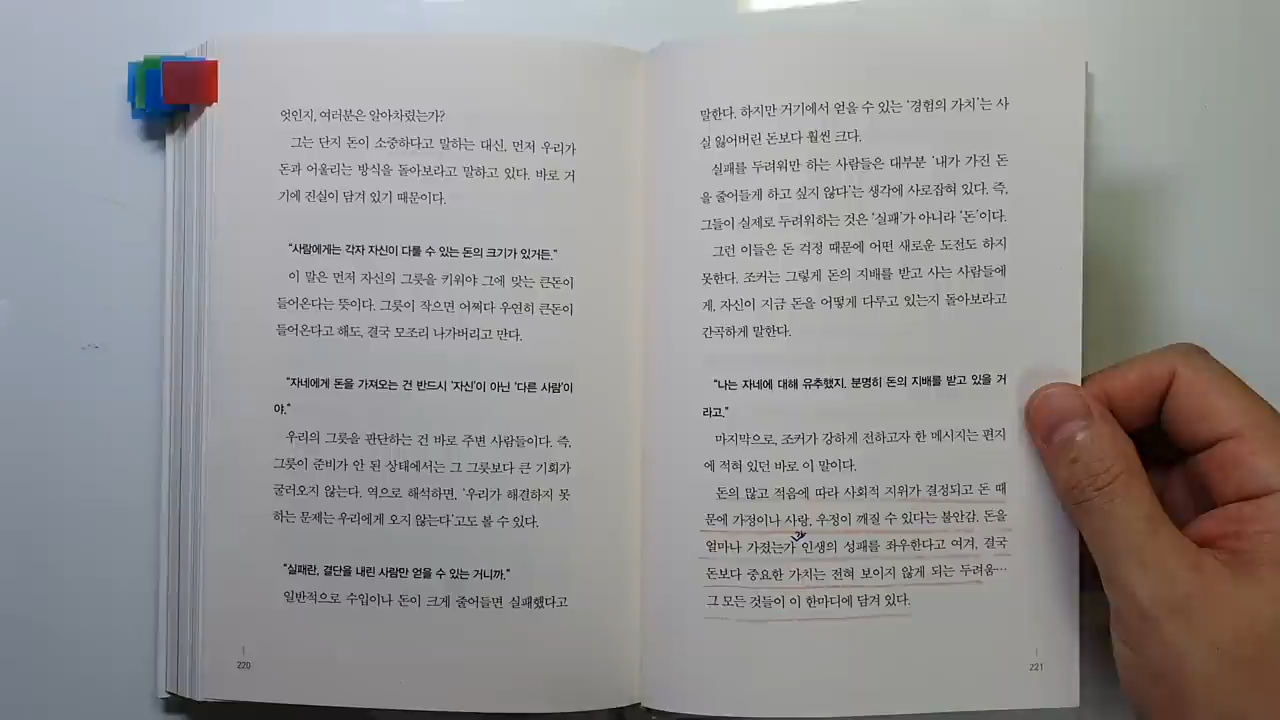 엇인지, 여러분은 알아차렸는가?
그는 단지 돈이 소중하다고 말하는 대신, 먼저 우리가
돈과 어울리는 방식을 돌아보라고 말하고 있다. 바로 거
기에 진실이 담겨 있기 때문이다.
“사람에게는 각자 자신이 다룰 수 있는 돈의 크기가 있거든.”
이 말은 먼저 자신의 그릇을 키워야 그에 맞는 큰돈이
들어온다는 뜻이다. 그릇이 작으면 어쩌다 우연히 큰돈이
들어온다고 해도, 결국 모조리 나가버리고 만다.
“자네에게 돈을 가져오는 건 반드시 ‘자신’이 아닌 ‘다른 사람’이
야.”
우리의 그릇을 판단하는 건 바로 주변 사람들이다. 즉,
그릇이 준비가 안 된 상태에서는 그 그릇보다 큰 기회가
굴러오지 않는다. 역으로 해석하면, ‘우리가 해결하지 못
하는 문제는 우리에게 오지 않는다’고도 볼 수 있다.
“실패란, 결단을 내린 사람만 얻을 수 있는 거니까.”
일반적으로 수입이나 돈이 크게 줄어들면 실패했다고
220
말한다. 하지만 거기에서 얻을 수 있는 ‘경험의 가치’는 사
실 잃어버린 돈보다 훨씬 크다.
실패를 두려워만 하는 사람들은 대부분 ‘내가 가진 돈
을 줄어들게 하고 싶지 않다’는 생각에 사로잡혀 있다. 즉,
그들이 실제로 두려워하는 것은 ‘실패’가 아니라 ‘돈’이다.
그런 이들은 돈 걱정 때문에 어떤 새로운 도전도 하지
못한다. 조커는 그렇게 돈의 지배를 받고 사는 사람들에
게, 자신이 지금 돈을 어떻게 다루고 있는지 돌아보라고
간곡하게 말한다.
“나는 자네에 대해 유추했지. 분명히 돈의 지배를 받고 있을 거
라고.”
마지막으로, 조커가 강하게 전하고자 한 메시지는 편지
에 적혀 있던 바로 이 말이다.
돈의 많고 적음에 따라 사회적 지위가 결정되고 돈 때
문에 가정이나 사랑, 우정이 깨질 수 있다는 불안감. 돈을
얼마나 가졌는가 인생의 성패를 좌우한다고 여겨, 결국
돈보다 중요한 가치는 전혀 보이지 않게 되는 두려움…
그 모든 것들이 이 한마디에 담겨 있다.
221